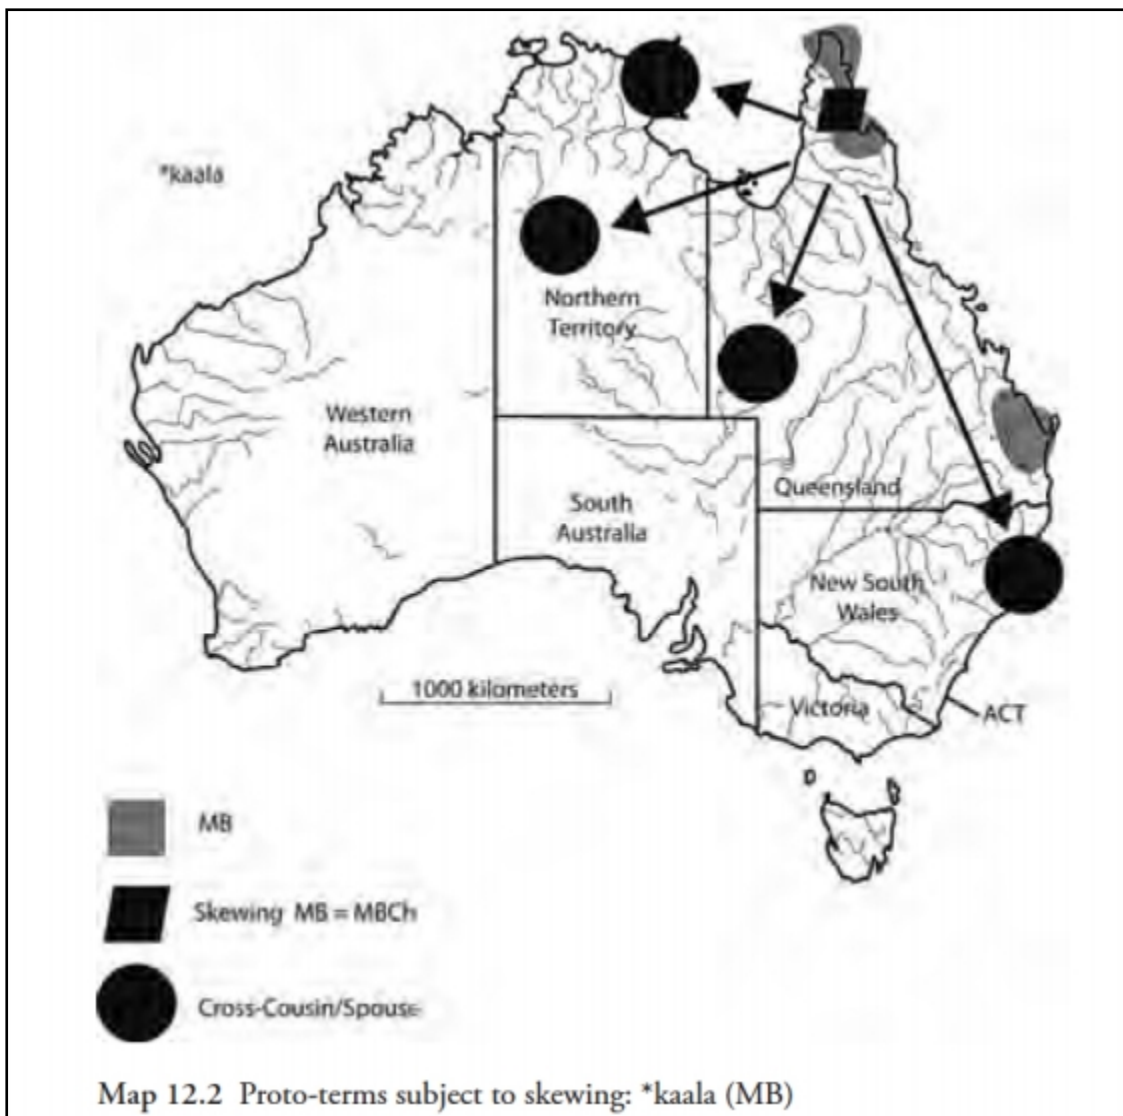 *kaala
Northern
Territory
Western
Australia
South
Australia
Queensland
New South
Wales
1000 kilometers
Victoria
ACT
MB
Skewing MB = MBCh
Cross-Cousin/Spouse
Map 12.2 Proto-terms subject to skewing: *kaala (MB)